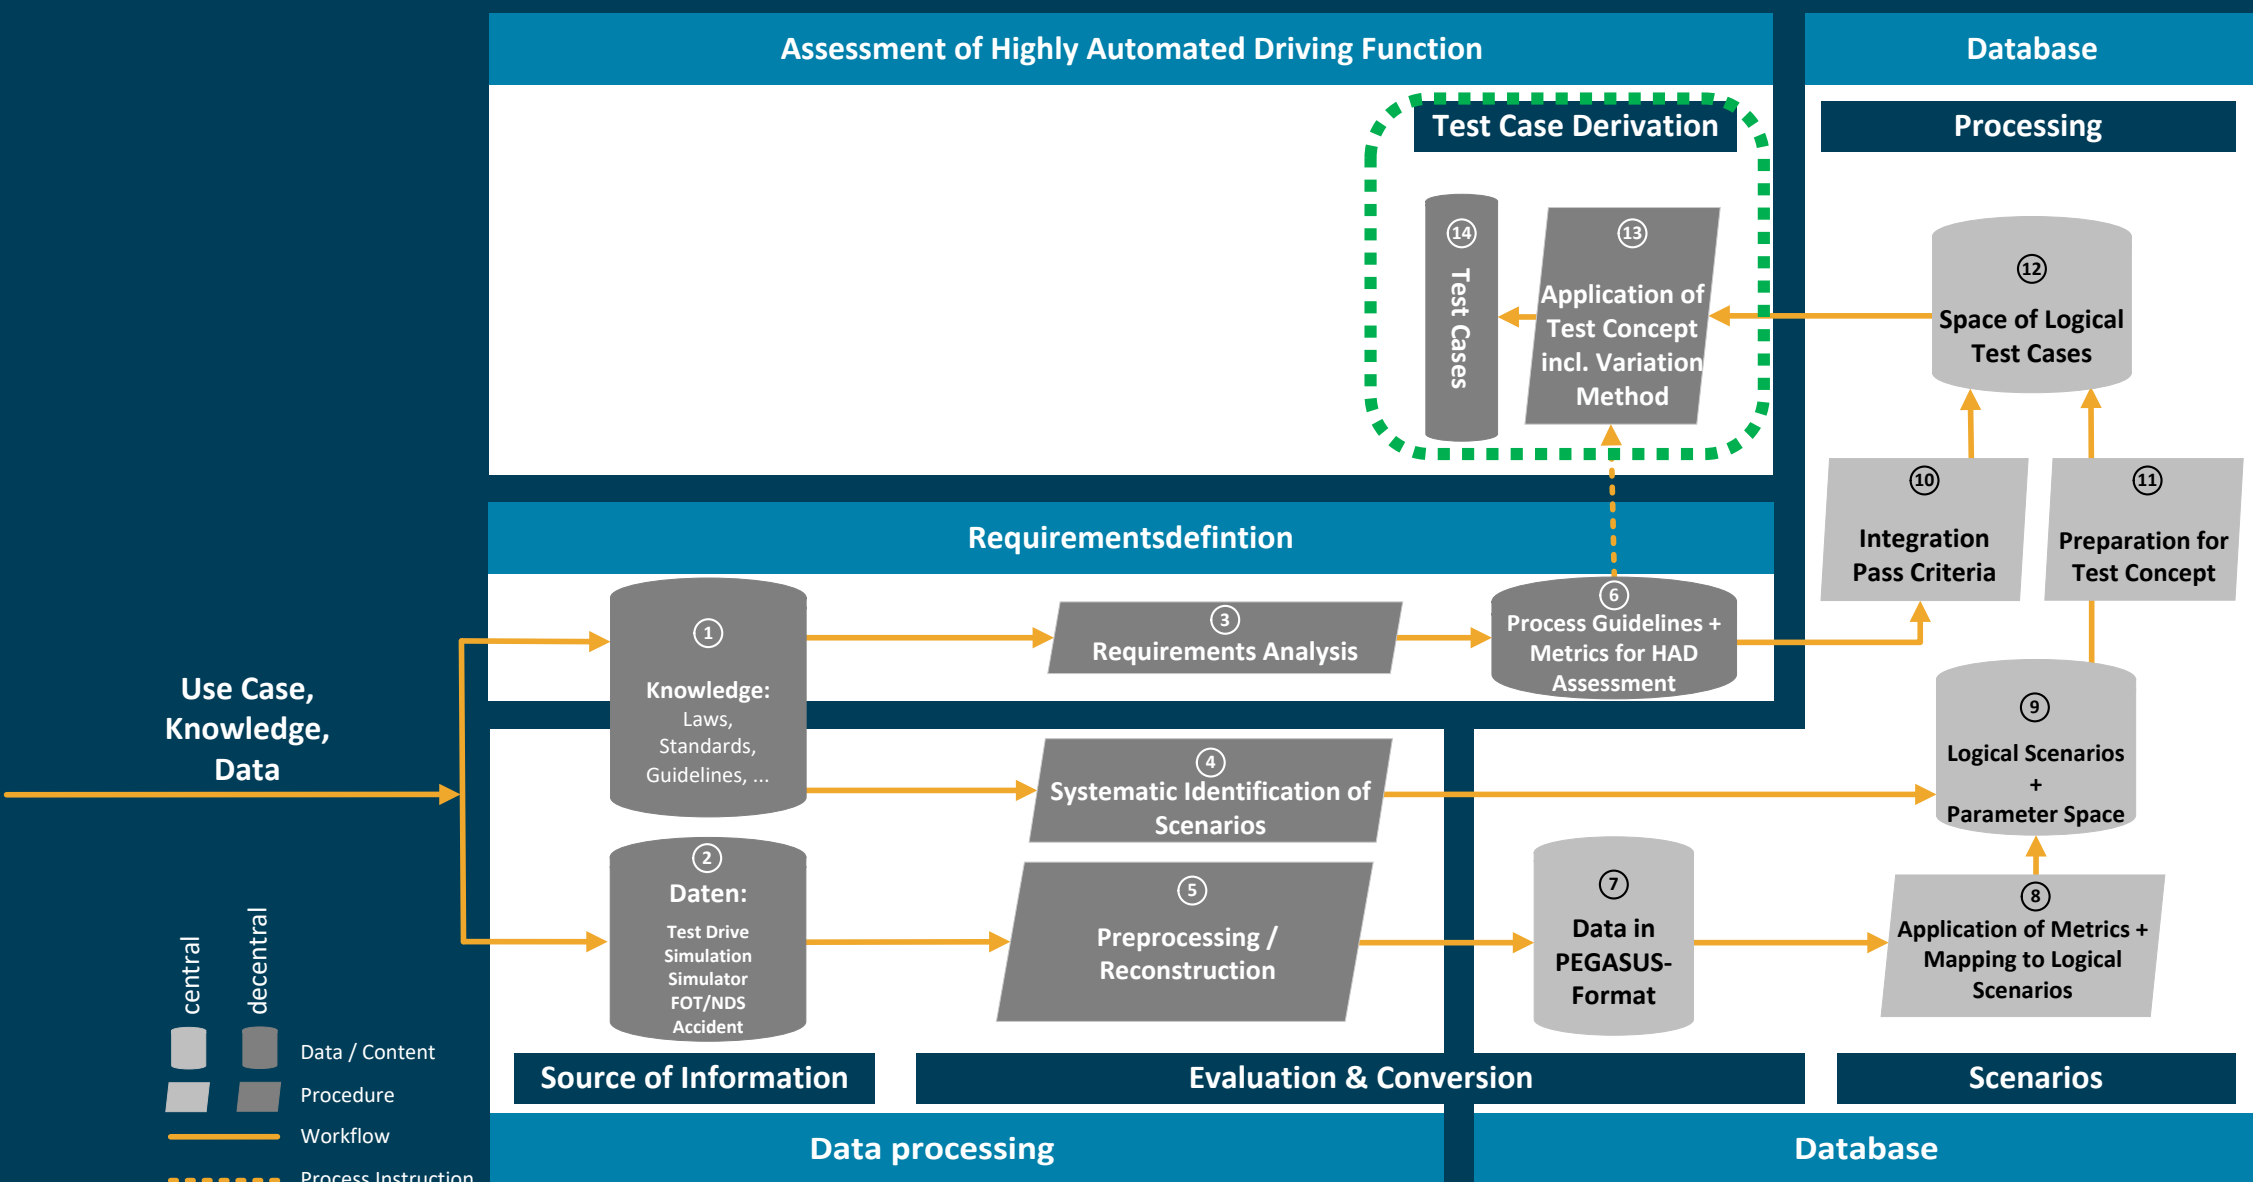 Assessment of Highly Automated Driving Function
Database
Test Case Derivation
Processing
14
Test Cases
13
Application of
Test Concept
incl. Variation
Method
12
Space of Logical
Test Cases
10
Integration
Pass Criteria
11
Preparation for
Test Concept
Requirementsdefintion
1
Knowledge:
Laws,
Standards,
Guidelines, ...
3
Requirements Analysis
6
Process Guidelines +
Metrics for HAD
Assessment
Use Case,
Knowledge,
Data
4
Systematic Identification of
Scenarios
9
Logical Scenarios
+
Parameter Space
2
Daten:
Test Drive
Simulation
Simulator
FOT/NDS
Accident
5
Preprocessing /
Reconstruction
7
Data in
PEGASUS-
Format
8
Application of Metrics +
Mapping to Logical
Scenarios
central
decentral
Data / Content
Procedure
Workflow
Process Instruction
Source of Information
Evaluation & Conversion
Scenarios
Data processing
Database